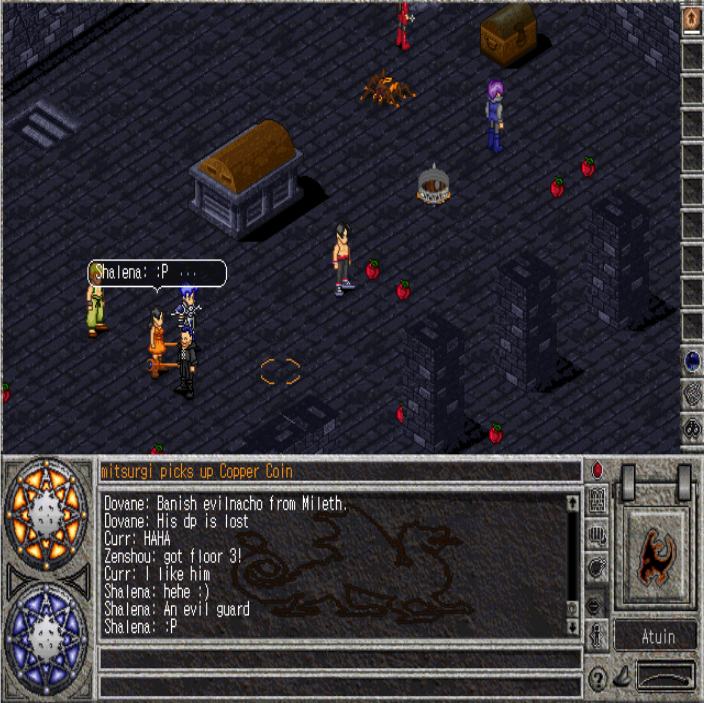 Shalena: :P ...
mitsurgi picks up Copper Coin
Dovane: Banish evilnacho from Mileth.
Dovane: His dp is lost
Curr: HAHA
Zenshou: got floor 3!
Curr: I like him
Shalena: hehe :)
Shalena: An evil guard
Shalena: :P
Atuin
?